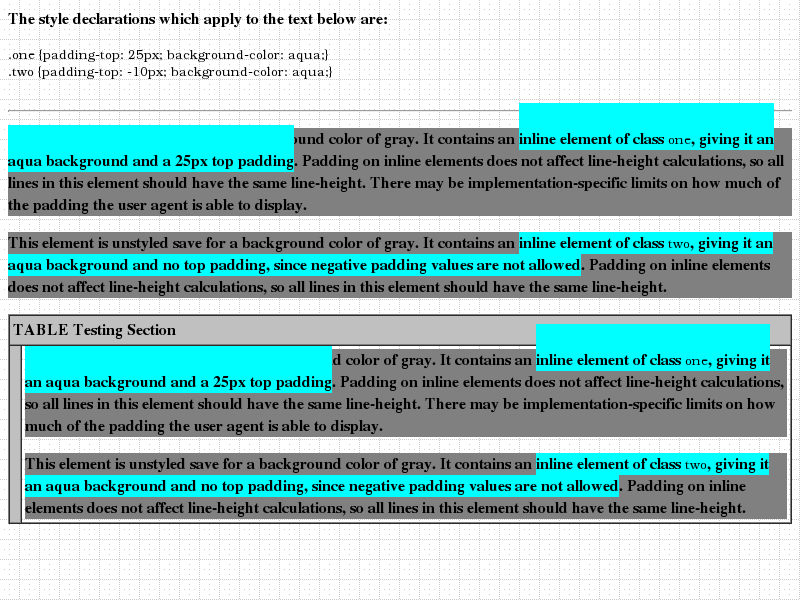 The style declarations which apply to the text below are:
.one {padding-top: 25px; background-color: aqua;}
.two {padding-top: -10px; background-color: aqua;}
und color of gray. It contains an inline element of class one, giving it an
aqua background and a 25px top padding. Padding on inline elements does not affect line-height calculations, so all
lines in this element should have the same line-height. There may be implementation-specific limits on how much of
the padding the user agent is able to display.
This element is unstyled save for a background color of gray. It contains an inline element of class two, giving it an
aqua background and no top padding, since negative padding values are not allowed. Padding on inline elements
does not affect line-height calculations, so all lines in this element should have the same line-height.
TABLE Testing Section
d color of gray. It contains an inline element of class one, giving it
an aqua background and a 25px top padding. Padding on inline elements does not affect line-height calculations,
so all lines in this element should have the same line-height. There may be implementation-specific limits on how
much of the padding the user agent is able to display.
This element is unstyled save for a background color of gray. It contains an inline element of class two, giving it
an aqua background and no top padding, since negative padding values are not allowed. Padding on inline
elements does not affect line-height calculations, so all lines in this element should have the same line-height.